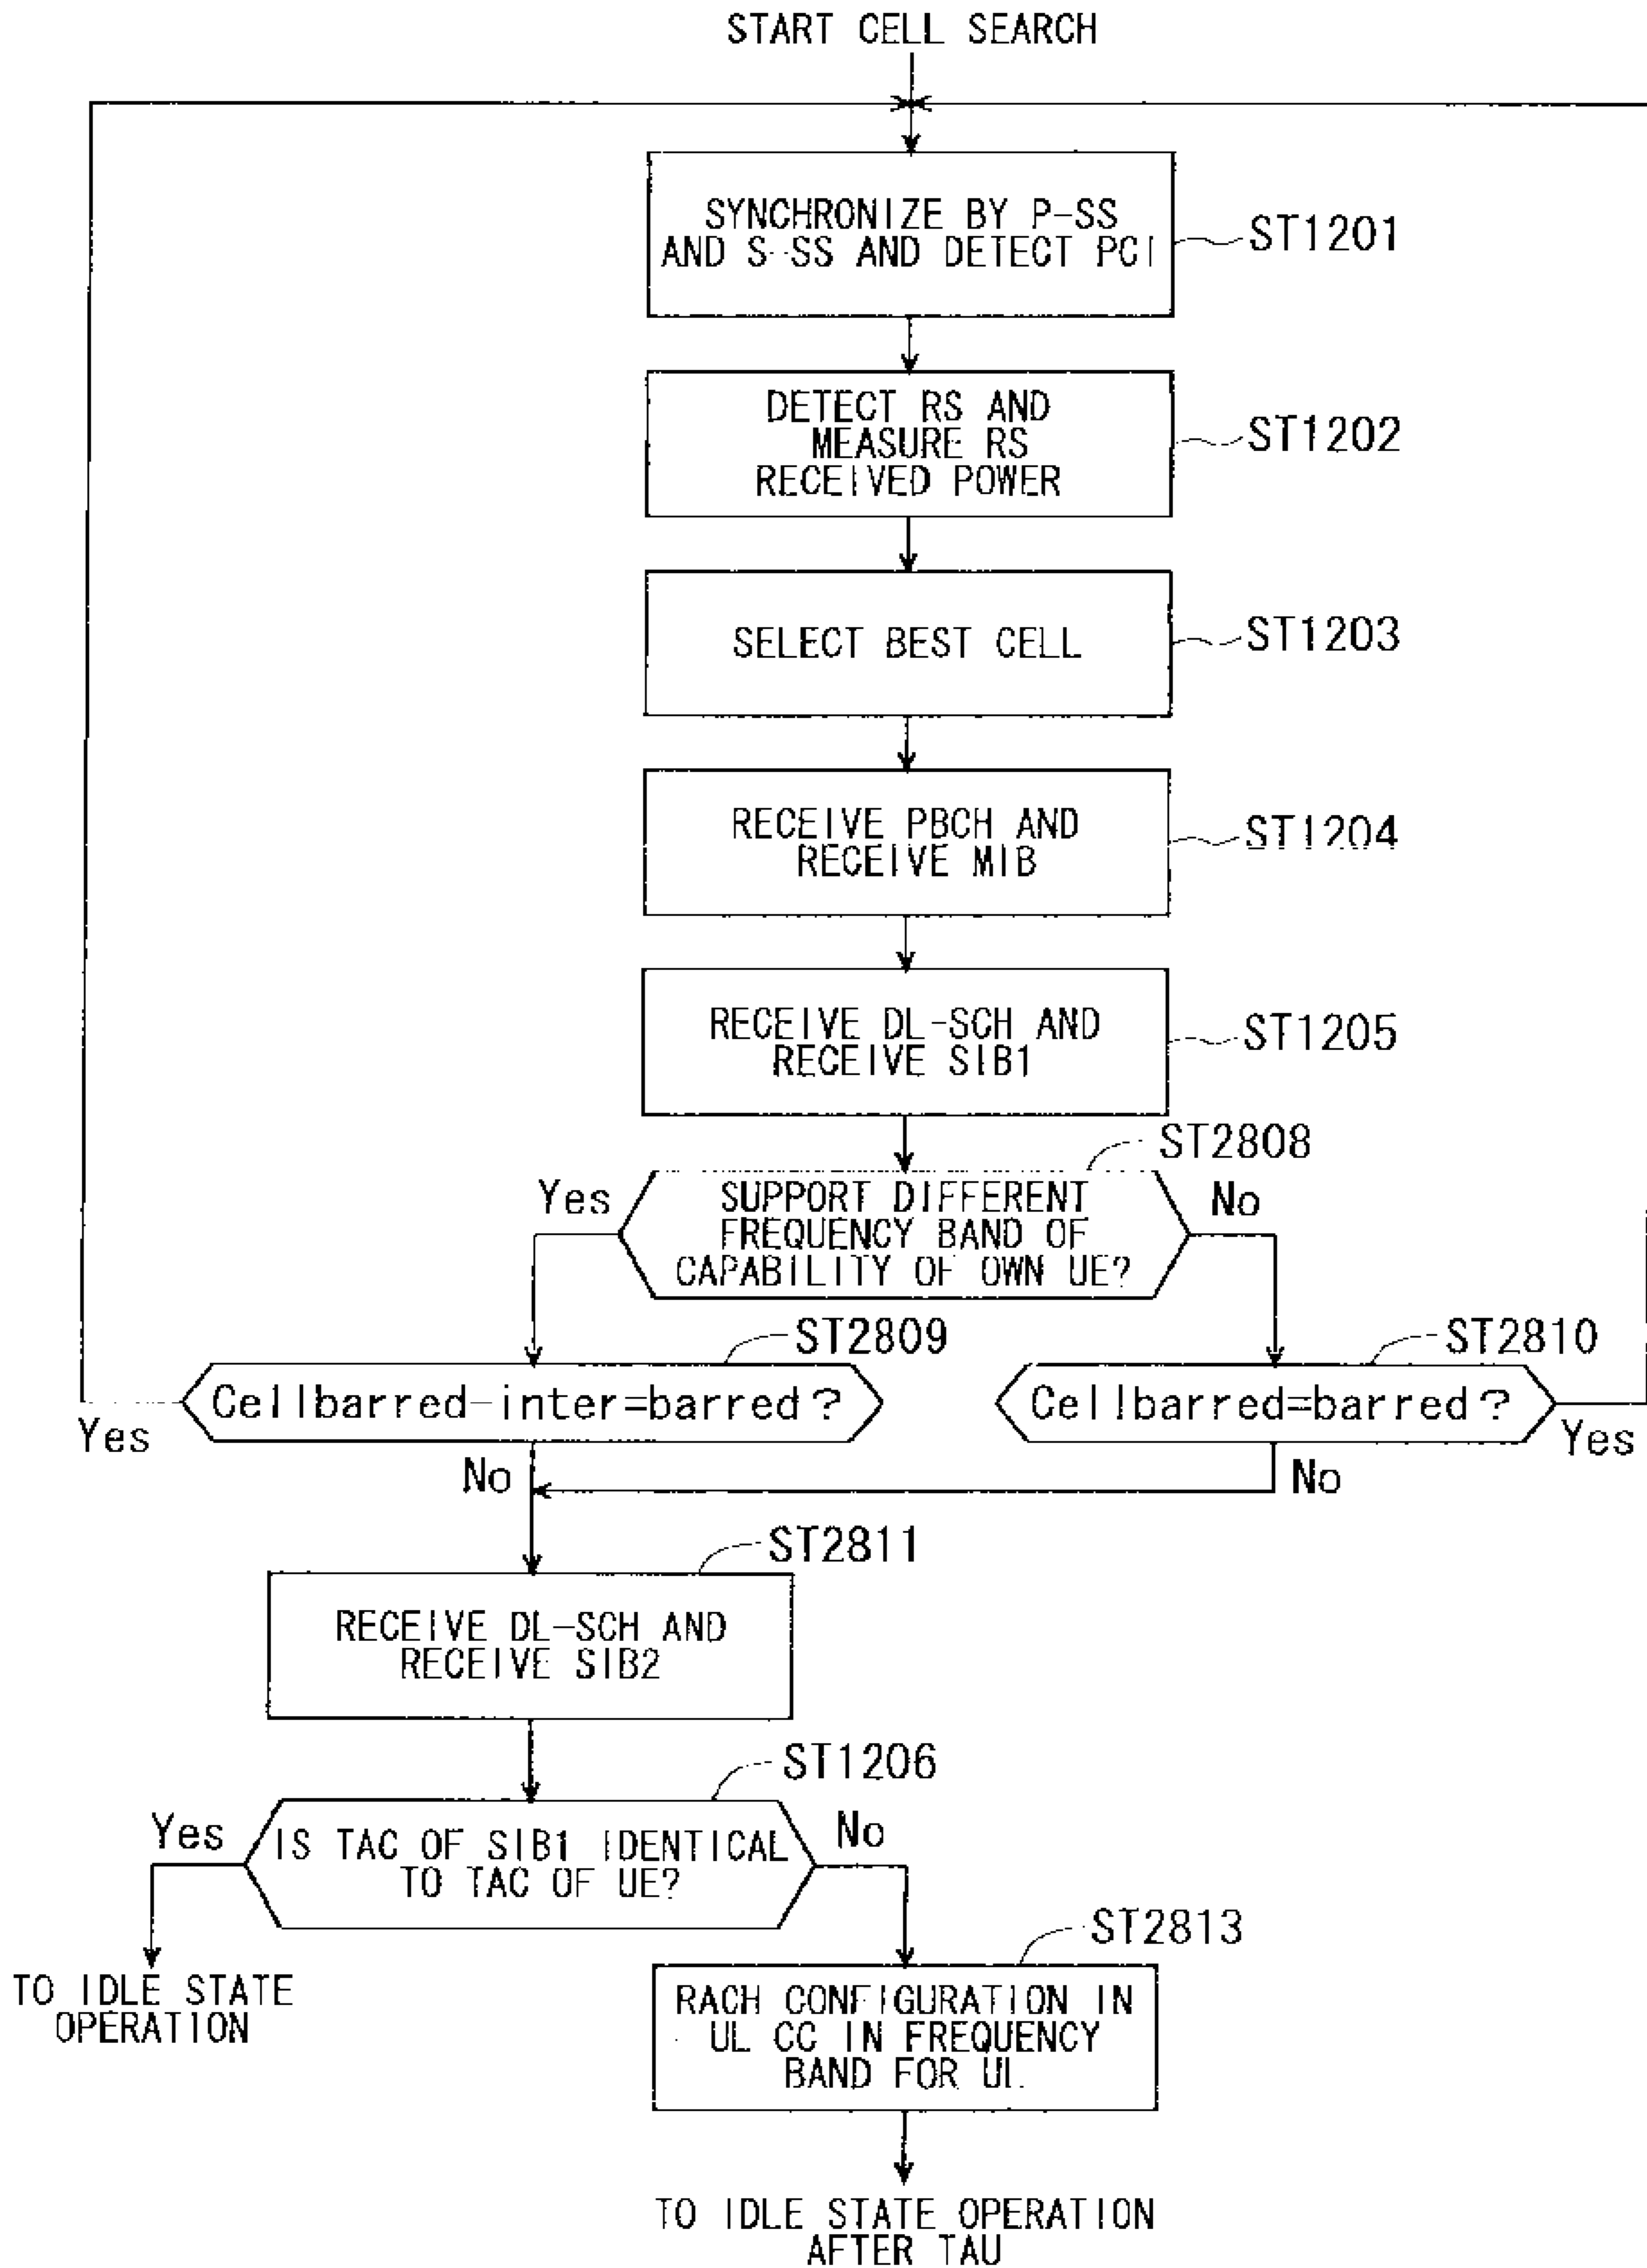 START CELL SEARCH
SYNCHRONIZE BY P-SS
AND S-SS AND DETECT PCI
ST1201
DETECT RS AND
MEASURE RS
RECEIVED POWER
ST1202
SELECT BEST CELL
ST1203
RECEIVE PBCH AND
RECEIVE MIB
ST1204
RECEIVE DL-SCH AND
RECEIVE SIB1
ST1205
ST2808
Yes
SUPPORT DIFFERENT
FREQUENCY BAND OF
CAPABILITY OF OWN UE?
No
ST2809
ST2810
Cellbarred-inter=barred?
Cellbarred=barred?
Yes
Yes
No
No
ST2811
RECEIVE DL-SCH AND
RECEIVE SIB2
ST1206
Yes
IS TAC OF SIB1 IDENTICAL
TO TAC OF UE?
No
ST2813
TO IDLE STATE
OPERATION
RACH CONFIGURATION IN
UL CC IN FREQUENCY
BAND FOR UL
TO IDLE STATE OPERATION
AFTER TAU